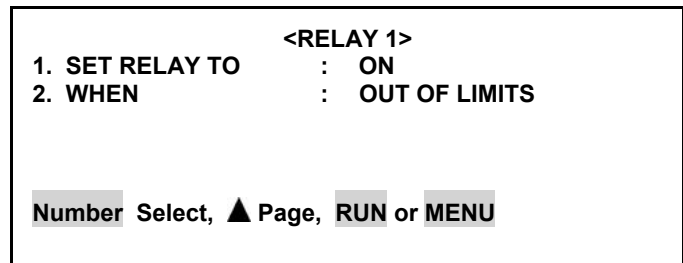 <RELAY 1>
1. SET RELAY TO : ON
2. WHEN : OUT OF LIMITS
Number Select, ▲ Page, RUN or MENU